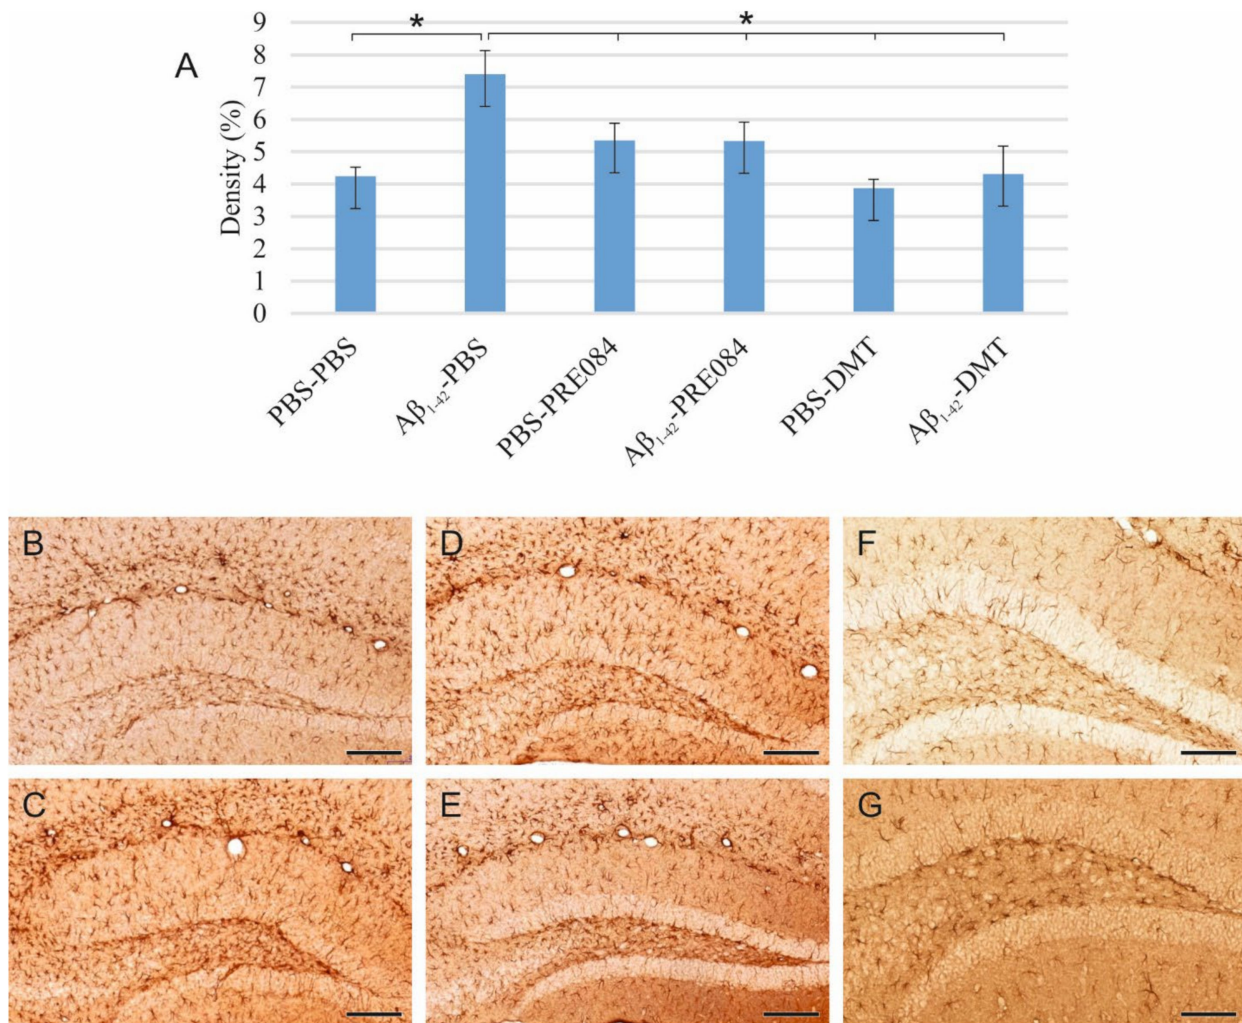 A
Density (%)
9
8
7
6
5
4
3
2
1
0
* *
PBS-PBS
Aβ₁₋₄₂-PBS
PBS-PRE084
Aβ₁₋₄₂-PRE084
PBS-DMT
Aβ₁₋₄₂-DMT
B D F
C E G